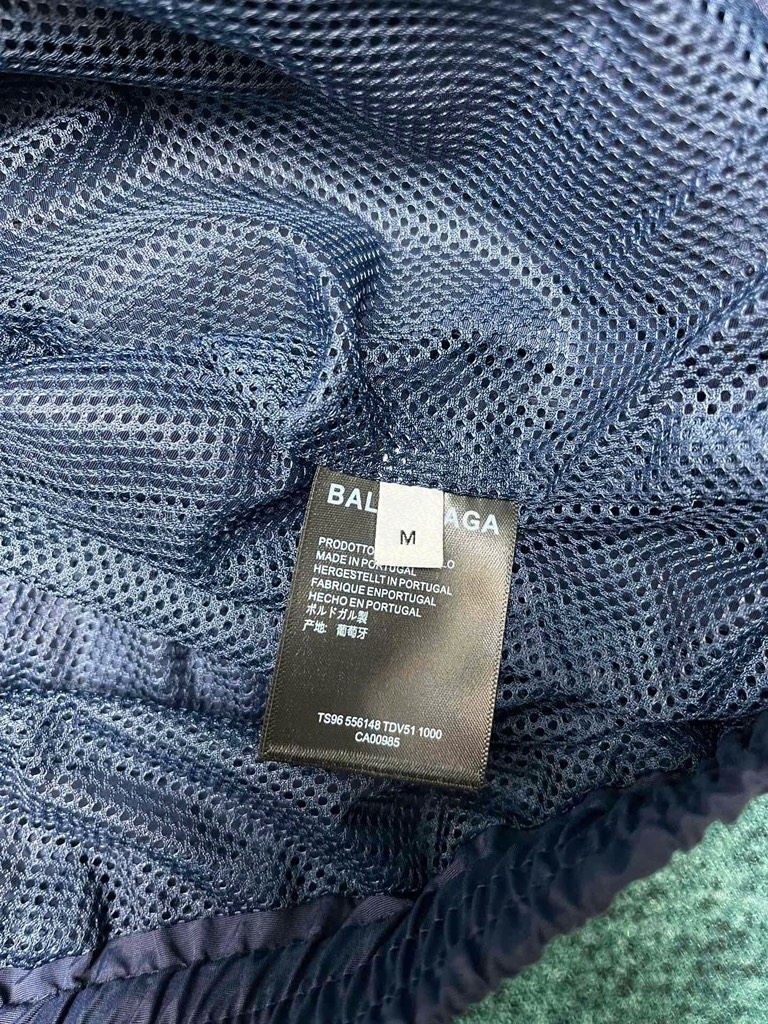 BAL AGA
M
PRODOTTO LO
MADE IN PORTUGAL
HERGESTELLT IN PORTUGAL
FABRIQUE ENPORTUGAL
HECHO EN PORTUGAL
ポルドガル製
产地: 葡萄牙
TS96 556148 TDV51 1000
CA00985